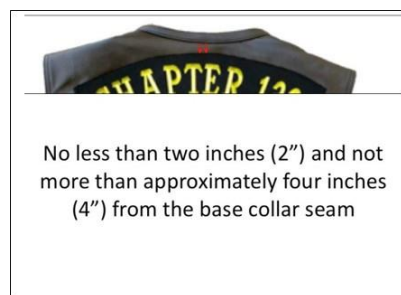 CHAPTER
No less than two inches (2”) and not
more than approximately four inches
(4”) from the base collar seam